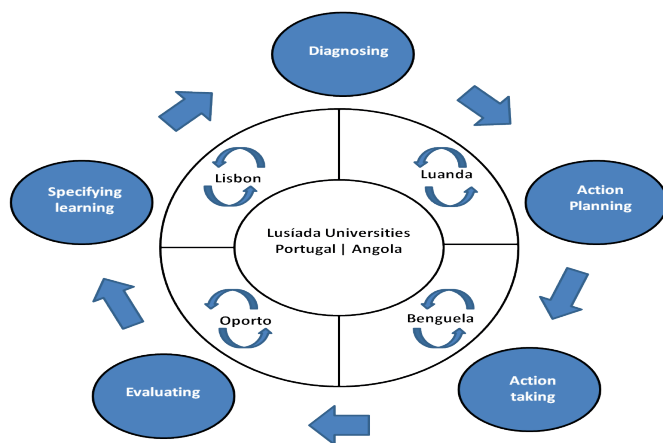 Diagnosing
Lisbon
Luanda
Specifying
learning
Action
Planning
Lusíada Universities
Portugal | Angola
Oporto
Benguela
Evaluating
Action
taking